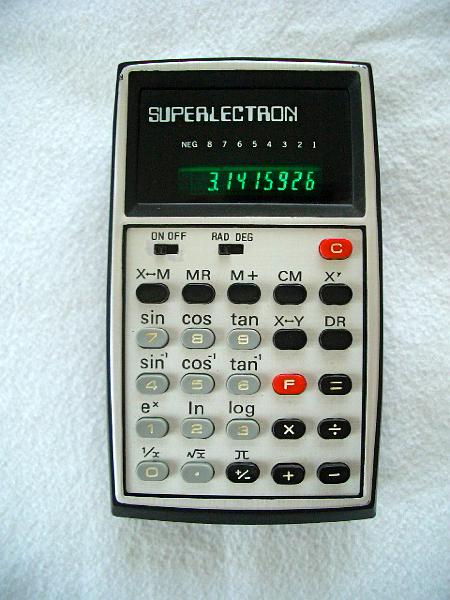 SUPERLECTRON
NEG 8 7 6 5 4 3 2 1
3.1415926
ON OFF RAD DEG
C
X↔M MR M+ CM Xʸ
sin cos tan X↔Y DR
7 8 9
sin⁻¹ cos⁻¹ tan⁻¹
4 5 6 F =
eˣ ln log
1 2 3 × ÷
1/x √x π
0 . +/- + −